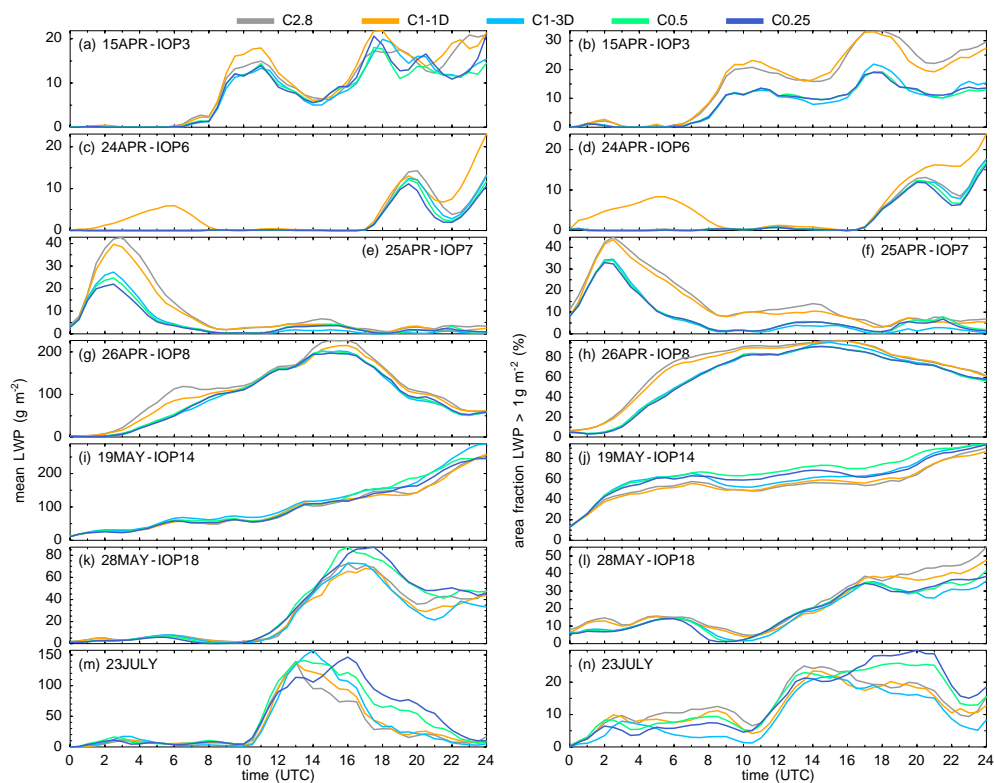 C2.8 C1-1D C1-3D C0.5 C0.25
(a) 15APR-IOP3
20
10
0
(b) 15APR-IOP3
30
20
10
0
(c) 24APR-IOP6
20
10
0
(d) 24APR-IOP6
20
10
0
(e) 25APR-IOP7
40
30
20
10
0
(f) 25APR-IOP7
40
30
20
10
0
(g) 26APR-IOP8
200
100
0
(h) 26APR-IOP8
80
60
40
20
0
mean LWP (g m⁻²)
area fraction LWP > 1 g m⁻² (%)
(i) 19MAY-IOP14
200
100
0
(j) 19MAY-IOP14
80
60
40
20
0
(k) 28MAY-IOP18
80
60
40
20
0
(l) 28MAY-IOP18
50
40
30
20
10
0
(m) 23JULY
150
100
50
0
(n) 23JULY
20
10
0
0 2 4 6 8 10 12 14 16 18 20 22 24
time (UTC)
0 2 4 6 8 10 12 14 16 18 20 22 24
time (UTC)